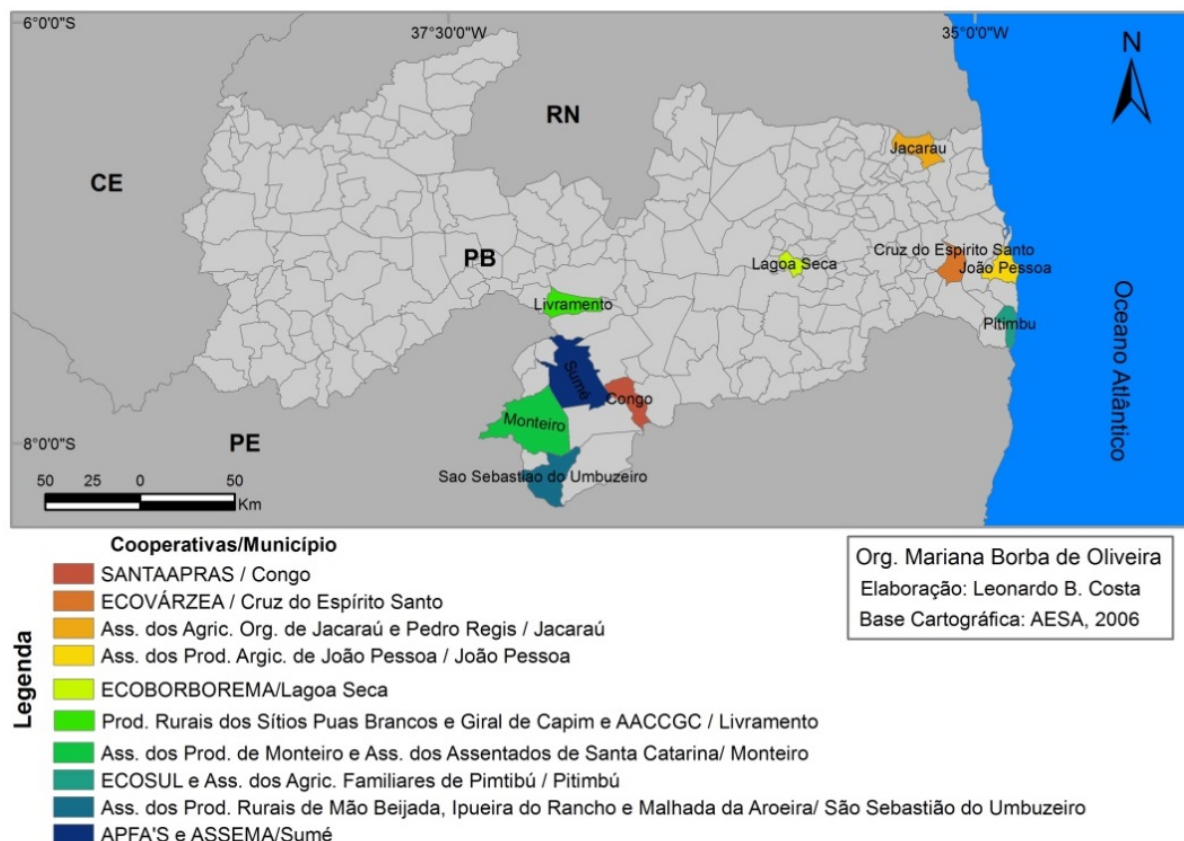 6°0'0"S
37°30'0"W
35°0'0"W
N
RN
Jacarau
CE
Cruz do Espirito Santo
PB
Lagoa Seca
João Pessoa
Livramento
Pitimbu
Oceano Atlântico
Sumé
Congo
Monteiro
PE
8°0'0"S
Sao Sebastiao do Umbuzeiro
50 25 0 50
Km
Cooperativas/Município
Legenda
SANTAAPRAS / Congo
ECOVÁRZEA / Cruz do Espírito Santo
Ass. dos Agric. Org. de Jacaraú e Pedro Regis / Jacaraú
Ass. dos Prod. Argic. de João Pessoa / João Pessoa
ECOBORBOREMA/Lagoa Seca
Prod. Rurais dos Sítios Puas Brancos e Giral de Capim e AACCGC / Livramento
Ass. dos Prod. de Monteiro e Ass. dos Assentados de Santa Catarina/ Monteiro
ECOSUL e Ass. dos Agric. Familiares de Pimtibú / Pitimbú
Ass. dos Prod. Rurais de Mão Beijada, Ipueira do Rancho e Malhada da Aroeira/ São Sebastião do Umbuzeiro
APFA'S e ASSEMA/Sumé
Org. Mariana Borba de Oliveira
Elaboração: Leonardo B. Costa
Base Cartográfica: AESA, 2006